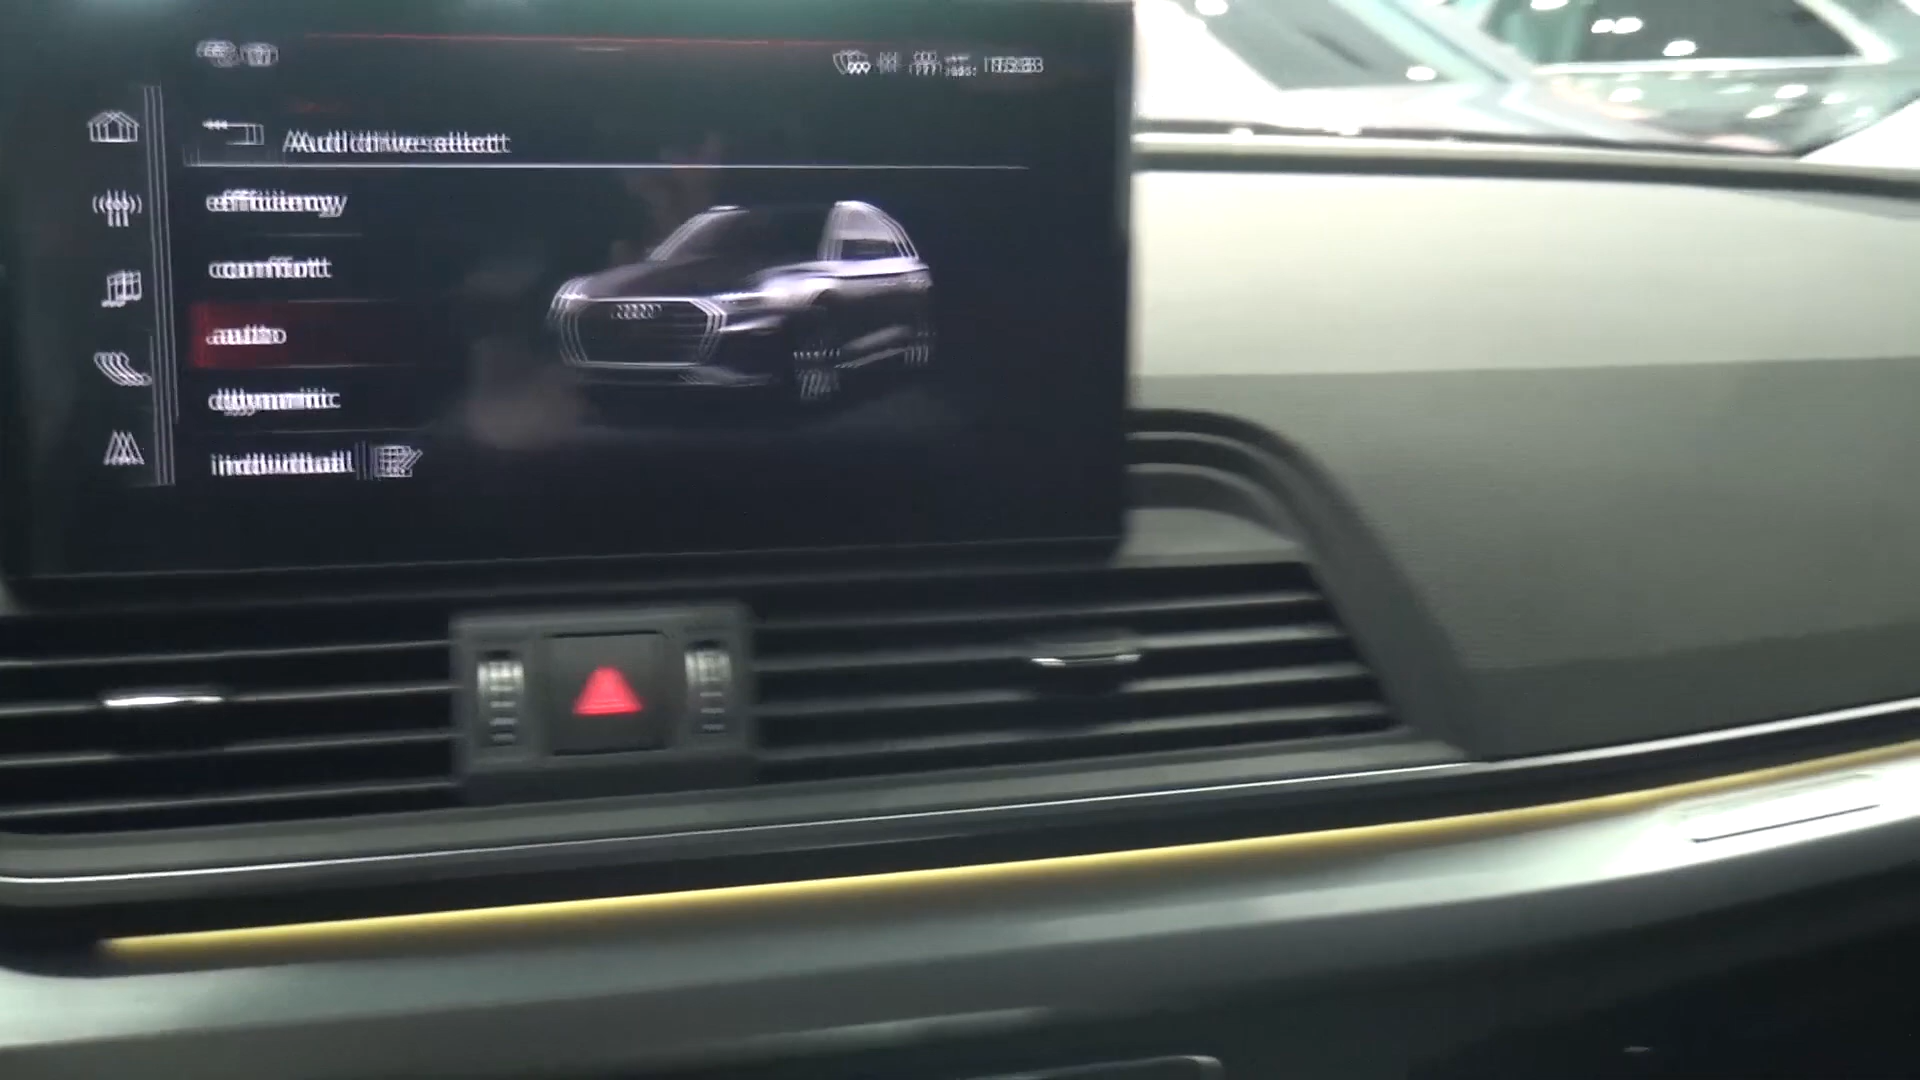 Audi drive select
efficiency
comfort
auto
dynamic
individual